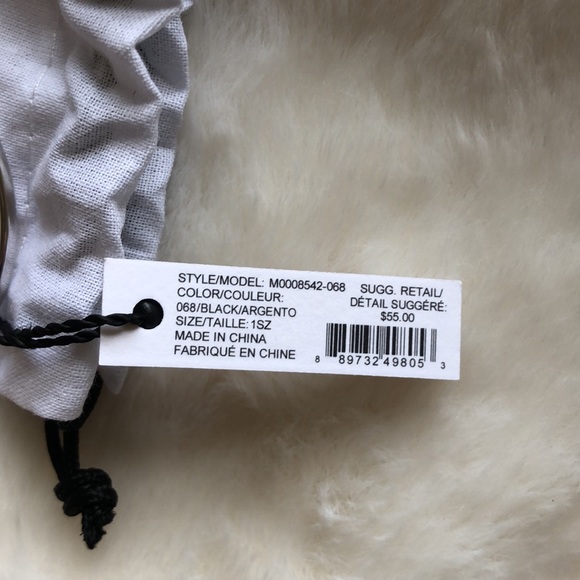 STYLE/MODEL: M0008542-068
COLOR/COULEUR:
068/BLACK/ARGENTO
SIZE/TAILLE:1SZ
MADE IN CHINA
FABRIQUÉ EN CHINE
SUGG. RETAIL/
DÉTAIL SUGGÉRÉ:
$55.00
8 89732 49805 3